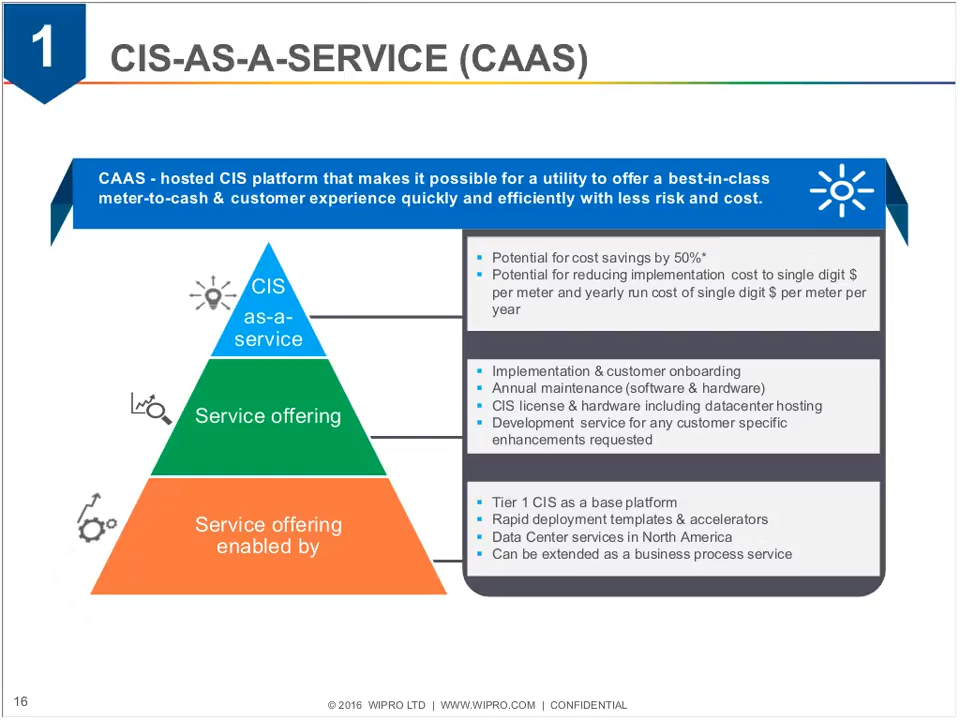 1
CIS-AS-A-SERVICE (CAAS)
CAAS - hosted CIS platform that makes it possible for a utility to offer a best-in-class
meter-to-cash & customer experience quickly and efficiently with less risk and cost.
CIS
as-a-
service
▪ Potential for cost savings by 50%*
▪ Potential for reducing implementation cost to single digit $
per meter and yearly run cost of single digit $ per meter per
year
Service offering
▪ Implementation & customer onboarding
▪ Annual maintenance (software & hardware)
▪ CIS license & hardware including datacenter hosting
▪ Development service for any customer specific
enhancements requested
Service offering
enabled by
▪ Tier 1 CIS as a base platform
▪ Rapid deployment templates & accelerators
▪ Data Center services in North America
▪ Can be extended as a business process service
16
© 2016 WIPRO LTD | WWW.WIPRO.COM | CONFIDENTIAL